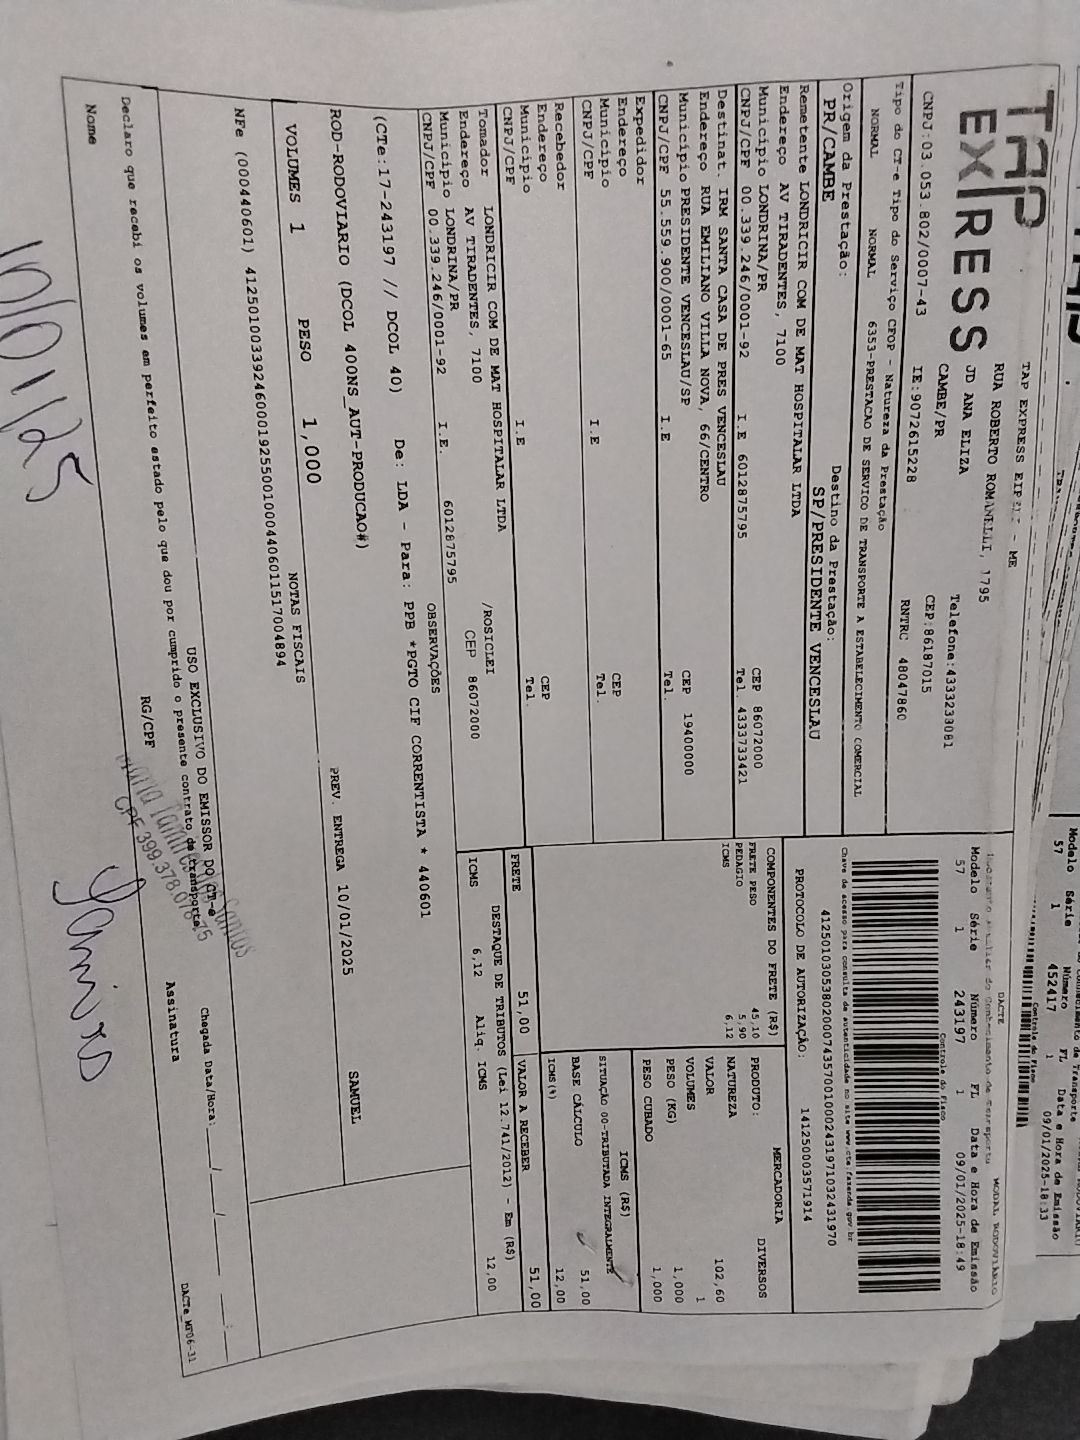 TAP
EXPRESS
TAP EXPRESS - ME
RUA ROBERTO ROMANELLI, 1795
JD ANA ELIZA
CAMBE/PR
Telefone:4333233081
CEP:86187015
CNPJ:03.053.802/0007-43 IE:9072615228 RNTRC 48047860
Tipo do CT-e Tipo do Serviço CFOP - Natureza da Prestação
NORMAL NORMAL 6353-PRESTACAO DE SERVICO DE TRANSPORTE A ESTABELECIMENTO COMERCIAL
Origem da Prestação: Destino da Prestação:
PR/CAMBE SP/PRESIDENTE VENCESLAU
Remetente LONDRICIR COM DE MAT HOSPITALAR LTDA
Endereço AV TIRADENTES, 7100
Município LONDRINA/PR CEP 86072000
CNPJ/CPF 00.339.246/0001-92 I.E 6012875795 Tel. 4333733421
Destinat. IRM SANTA CASA DE PRES VENCESLAU
Endereço RUA EMILIANO VILLA NOVA, 66/CENTRO
Município PRESIDENTE VENCESLAU/SP CEP 19400000
CNPJ/CPF 55.559.900/0001-65 I.E Tel.
Expedidor
Endereço
Município CEP
CNPJ/CPF I.E Tel.
Recebedor
Endereço
Município CEP
CNPJ/CPF I.E Tel.
Tomador LONDRICIR COM DE MAT HOSPITALAR LTDA /ROSICLEI
Endereço AV TIRADENTES, 7100 CEP 86072000
Município LONDRINA/PR
CNPJ/CPF 00.339.246/0001-92 I.E. 6012875795
OBSERVAÇÕES
(CTe:17-243197 // DCOL 40) De: LDA - Para: PPB *PGTO CIF CORRENTISTA * 440601
ROD-RODOVIARIO (DCOL 400NS_AUT-PRODUCAO#)
PREV. ENTREGA 10/01/2025 SAMUEL
VOLUMES 1 PESO 1,000
NOTAS FISCAIS
NFe (000440601) 41250100339246000192550010004406011517004894
DACTE
MODAL RODOVIÁRIO
Modelo Série Número FL Data e Hora de Emissão
57 1 243197 1 09/01/2025-18:49
Controle do Fisco
Chave de acesso para consulta de autenticidade no site www.cte.fazenda.gov.br
41250103053802000743570010002431971032431970
PROTOCOLO DE AUTORIZAÇÃO: 141250003571914
COMPONENTES DO FRETE (R$)
FRETE PESO 45,10
PEDAGIO 5,90
ICMS 6,12
MERCADORIA
PRODUTO: DIVERSOS
NATUREZA
VALOR 102,60
VOLUMES 1
PESO (KG) 1,000
PESO CUBADO 1,000
ICMS (R$)
SITUAÇÃO 00-TRIBUTADA INTEGRALMENTE
BASE CÁLCULO 51,00
ICMS(%) 12,00
FRETE 51,00 VALOR A RECEBER 51,00
DESTAQUE DE TRIBUTOS (Lei 12.741/2012) - Em (R$)
ICMS 6,12 Aliq. ICMS 12,00
USO EXCLUSIVO DO EMISSOR DO CT-e
Declaro que recebi os volumes em perfeito estado pelo que dou por cumprido o presente contrato de transporte.
Nome RG/CPF Assinatura Chegada Data/Hora: __/__/__ __:__
DACTe_MT06-31
10/01/25
Modelo Série Número FL Data e Hora de Emissão
57 1 452417 1 09/01/2025-18:33
Controle do Fisco